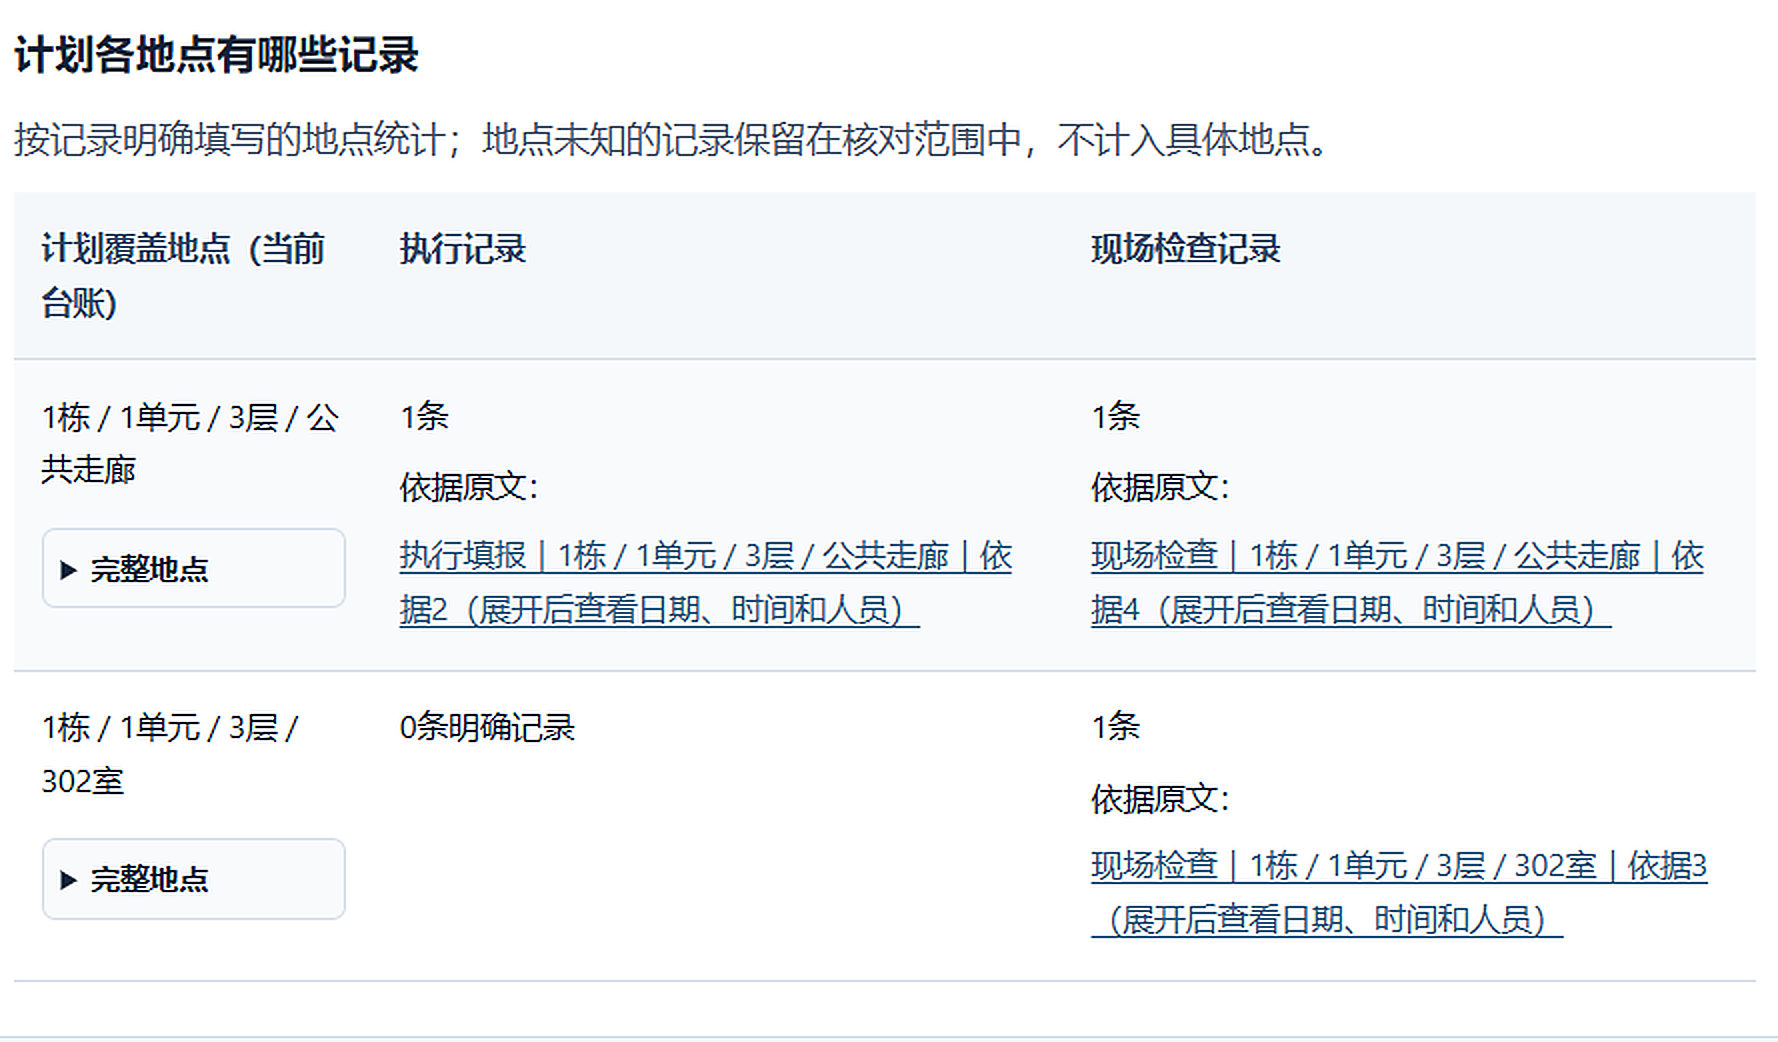 计划各地点有哪些记录
按记录明确填写的地点统计；地点未知的记录保留在核对范围中，不计入具体地点。
计划覆盖地点（当前
台账）
执行记录
现场检查记录
1栋 / 1单元 / 3层 / 公
共走廊
▶ 完整地点
1条
依据原文：
执行填报｜1栋 / 1单元 / 3层 / 公共走廊｜依
据2（展开后查看日期、时间和人员）
1条
依据原文：
现场检查｜1栋 / 1单元 / 3层 / 公共走廊｜依
据4（展开后查看日期、时间和人员）
1栋 / 1单元 / 3层 /
302室
▶ 完整地点
0条明确记录
1条
依据原文：
现场检查｜1栋 / 1单元 / 3层 / 302室｜依据3
（展开后查看日期、时间和人员）